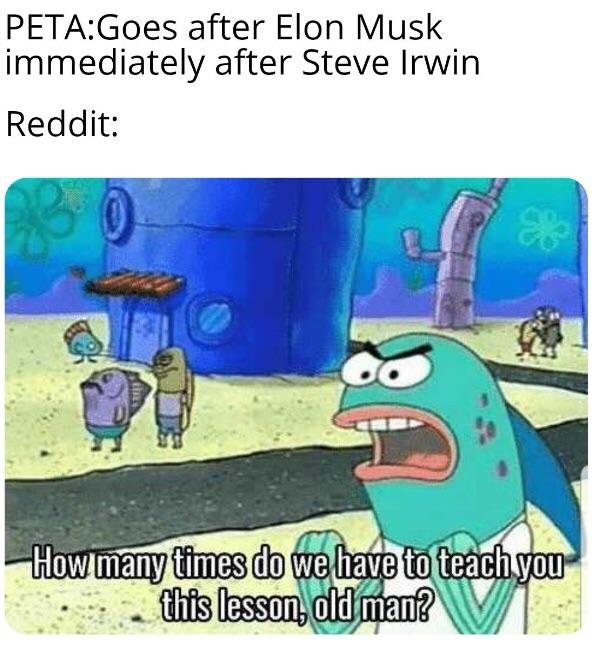 PETA:Goes after Elon Musk
immediately after Steve Irwin
Reddit:
How many times do we have to teach you
this lesson, old man?